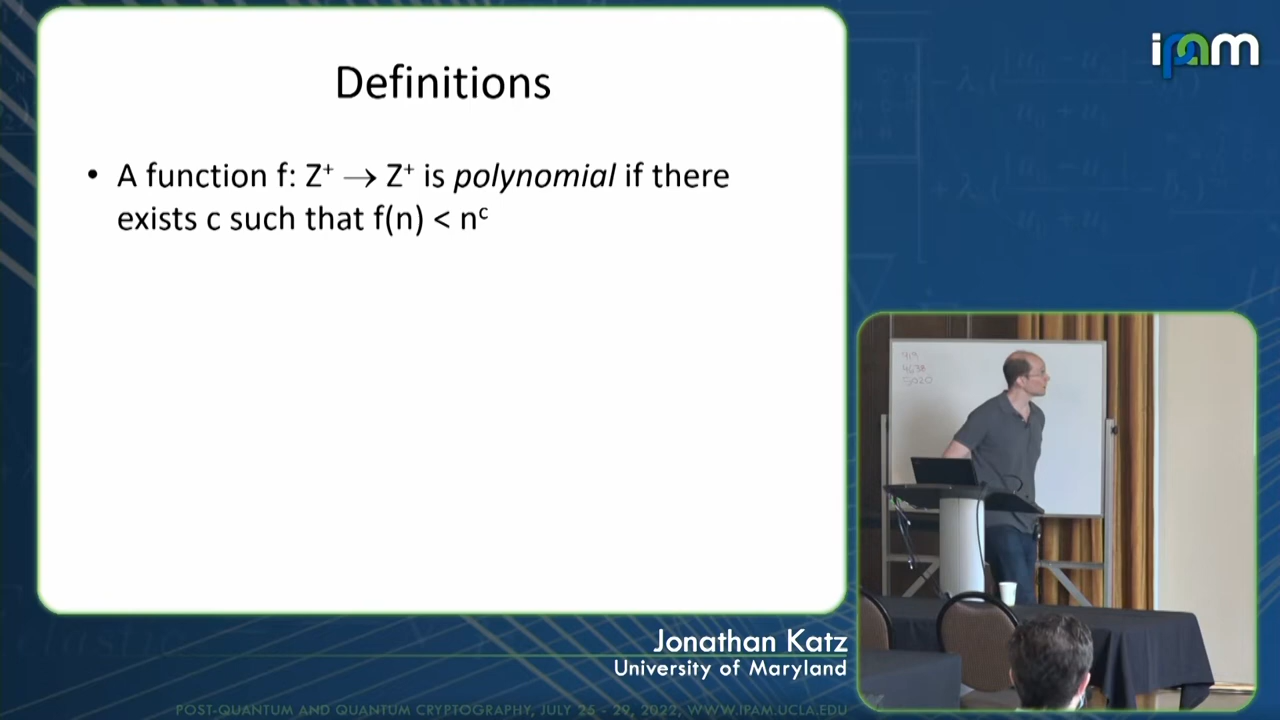 Definitions
• A function f: Z⁺ → Z⁺ is polynomial if there
exists c such that f(n) < nᶜ
ipam
Jonathan Katz
University of Maryland
POST-QUANTUM AND QUANTUM CRYPTOGRAPHY, JULY 25 - 29, 2022, WWW.IPAM.UCLA.EDU